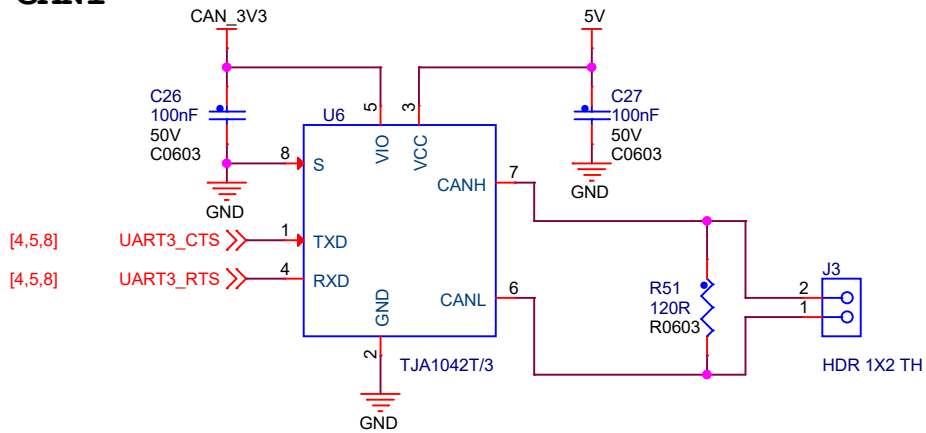 CAN1
CAN_3V3
5V
C26
100nF
50V
C0603
C27
100nF
50V
C0603
U6
5
3
VIO
VCC
8
S
GND
GND
7
CANH
[4,5,8] UART3_CTS 1 TXD
[4,5,8] UART3_RTS 4 RXD
6
CANL
GND
2
TJA1042T/3
GND
R51
120R
R0603
J3
2
1
HDR 1X2 TH